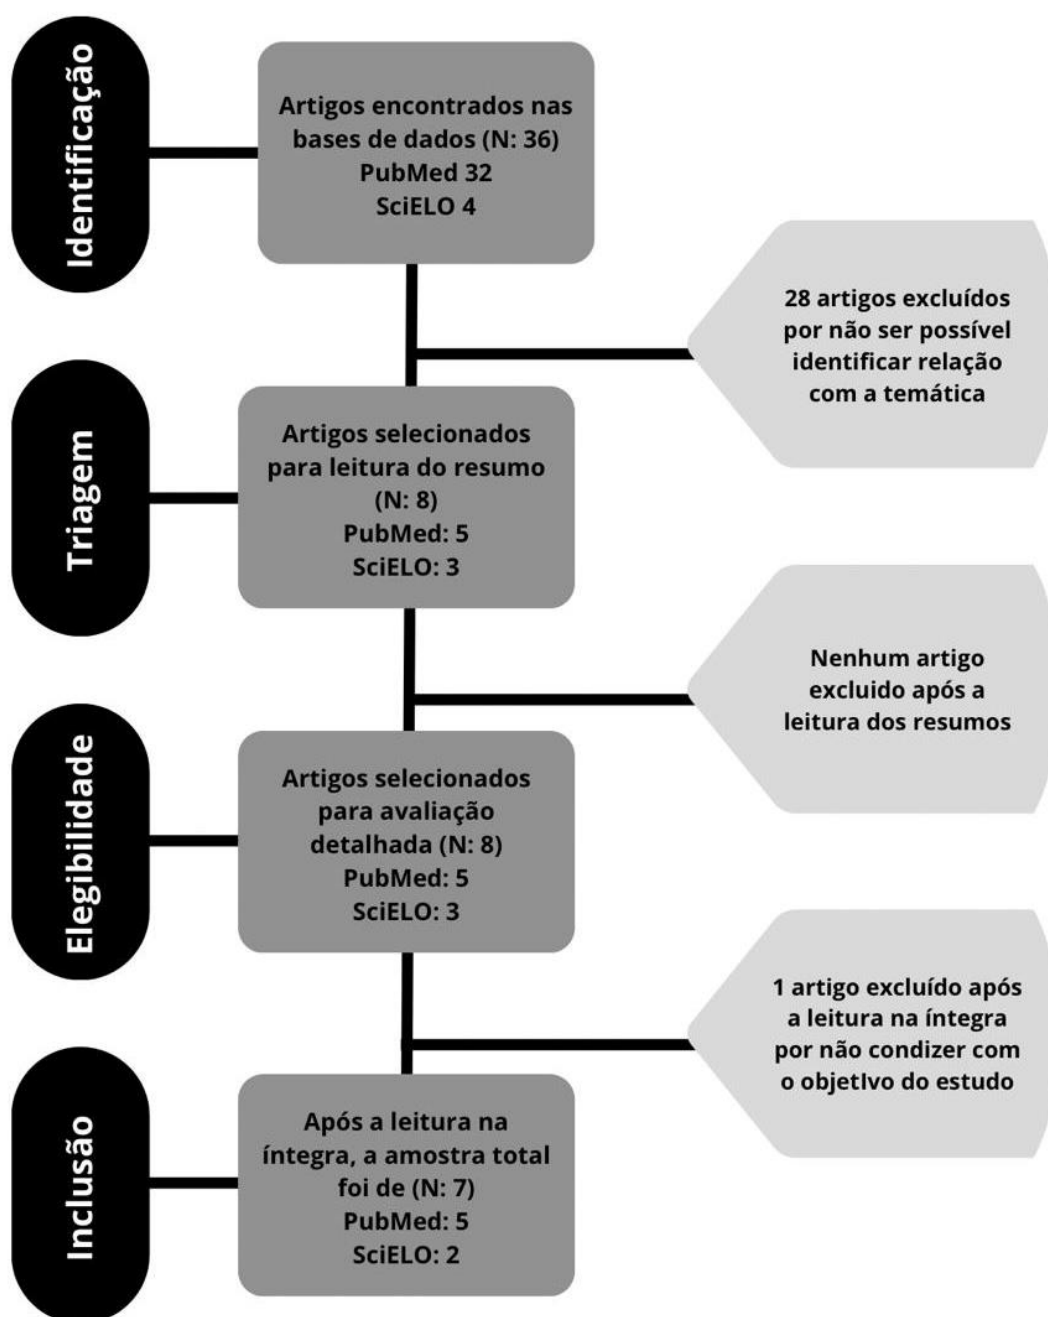 Identificação
Artigos encontrados nas
bases de dados (N: 36)
PubMed 32
SciELO 4
28 artigos excluídos
por não ser possível
identificar relação
com a temática
Triagem
Artigos selecionados
para leitura do resumo
(N: 8)
PubMed: 5
SciELO: 3
Nenhum artigo
excluido após a
leitura dos resumos
Elegibilidade
Artigos selecionados
para avaliação
detalhada (N: 8)
PubMed: 5
SciELO: 3
1 artigo excluído após
a leitura na íntegra
por não condizer com
o objetIvo do estudo
Inclusão
Após a leitura na
íntegra, a amostra total
foi de (N: 7)
PubMed: 5
SciELO: 2